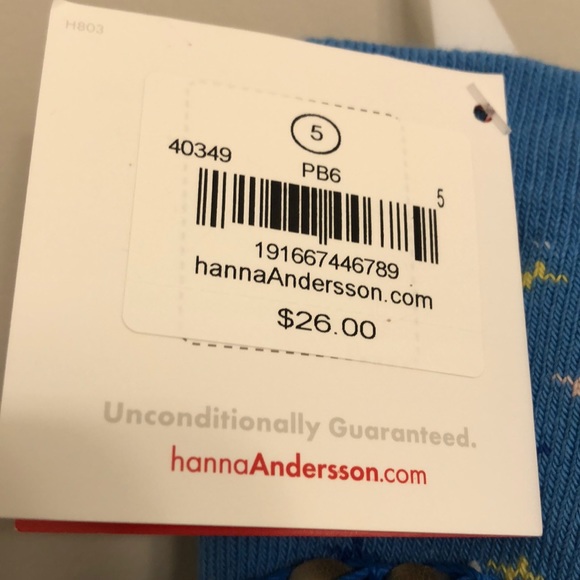 H803
5
40349
PB6
5
191667446789
hannaAndersson.com
$26.00
Unconditionally Guaranteed.
hannaAndersson.com